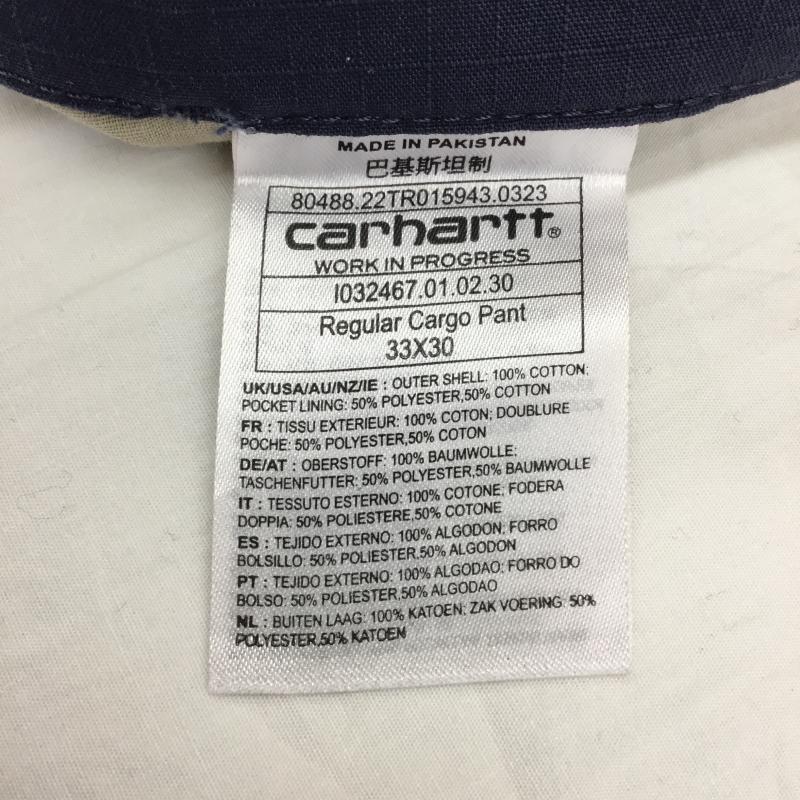 MADE IN PAKISTAN
巴基斯坦制
80488.22TR015943.0323
carhartt®
WORK IN PROGRESS
I032467.01.02.30
Regular Cargo Pant
33X30
UK/USA/AU/NZ/IE : OUTER SHELL: 100% COTTON;
POCKET LINING: 50% POLYESTER,50% COTTON
FR : TISSU EXTERIEUR: 100% COTON; DOUBLURE
POCHE: 50% POLYESTER,50% COTON
DE/AT : OBERSTOFF: 100% BAUMWOLLE;
TASCHENFUTTER: 50% POLYESTER,50% BAUMWOLLE
IT : TESSUTO ESTERNO: 100% COTONE; FODERA
DOPPIA: 50% POLIESTERE,50% COTONE
ES : TEJIDO EXTERNO: 100% ALGODON; FORRO
BOLSILLO: 50% POLIESTER,50% ALGODON
PT : TEJIDO EXTERNO: 100% ALGODAO; FORRO DO
BOLSO: 50% POLIESTER,50% ALGODAO
NL : BUITEN LAAG: 100% KATOEN; ZAK VOERING: 50%
POLYESTER,50% KATOEN